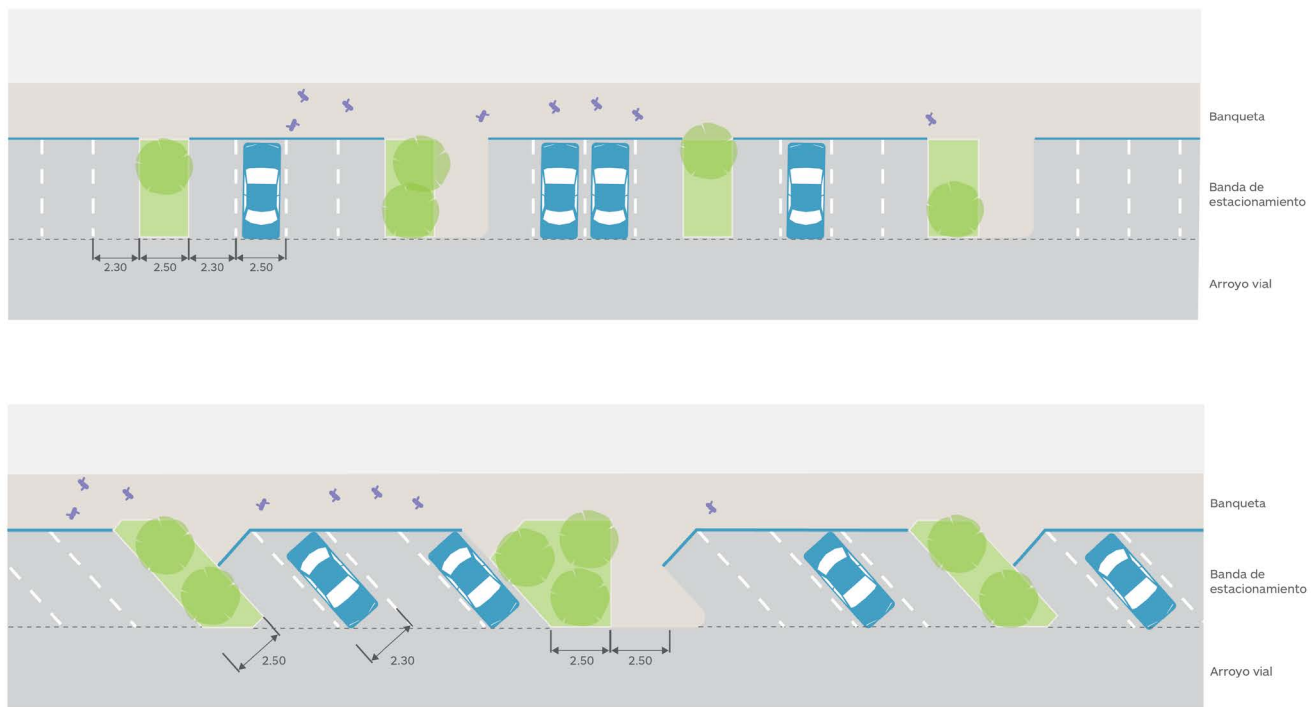 Banqueta
Banda de
estacionamiento
2.30
2.50
2.30
2.50
Arroyo vial
Banqueta
Banda de
estacionamiento
2.50
2.30
2.50
2.50
Arroyo vial